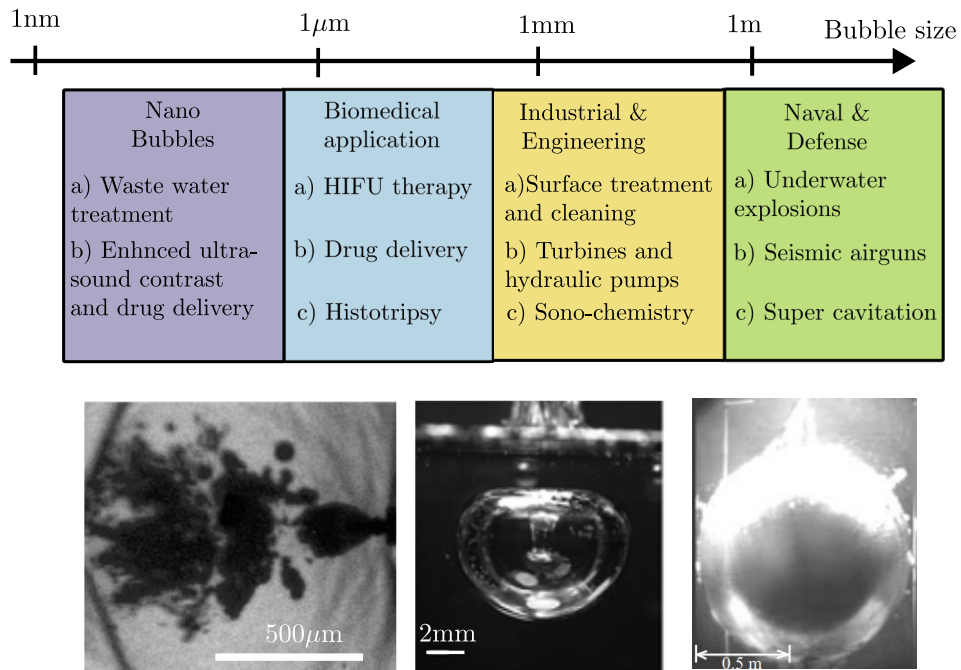 1nm
1μm
1mm
1m
Bubble size
Nano
Bubbles
a) Waste water
treatment
b) Enhnced ultra-
sound contrast
and drug delivery
Biomedical
application
a) HIFU therapy
b) Drug delivery
c) Histotripsy
Industrial &
Engineering
a)Surface treatment
and cleaning
b) Turbines and
hydraulic pumps
c) Sono-chemistry
Naval &
Defense
a) Underwater
explosions
b) Seismic airguns
c) Super cavitation
500μm
2mm
0.5 m